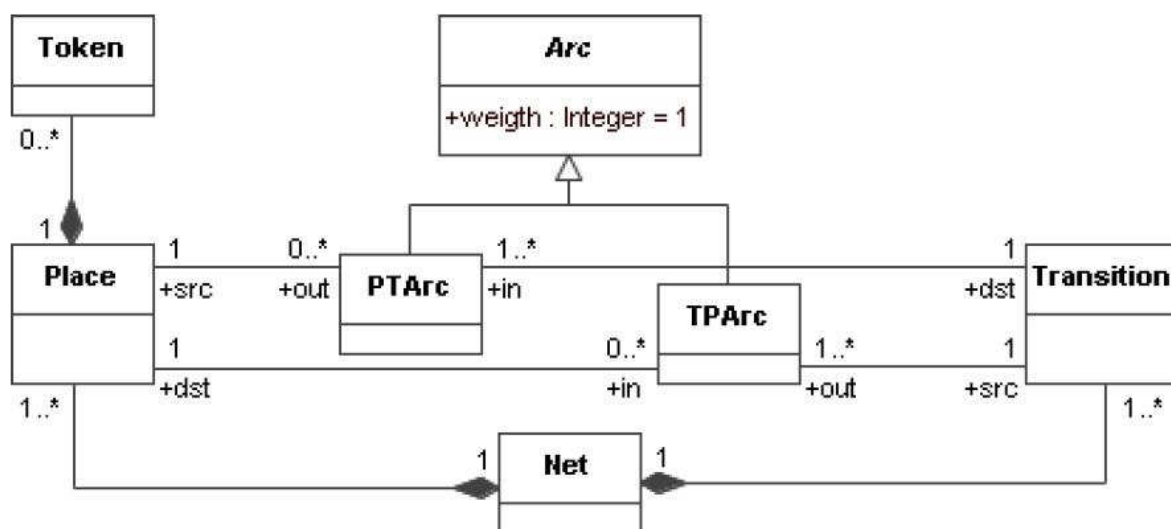 Token
Arc
+weigth : Integer = 1
0..*
1
1
0..*
1..*
1
Place
PTArc
Transition
+src
+out
+in
+dst
TPArc
1
0..*
1..*
1
+dst
+in
+out
+src
1..*
1..*
1
Net
1